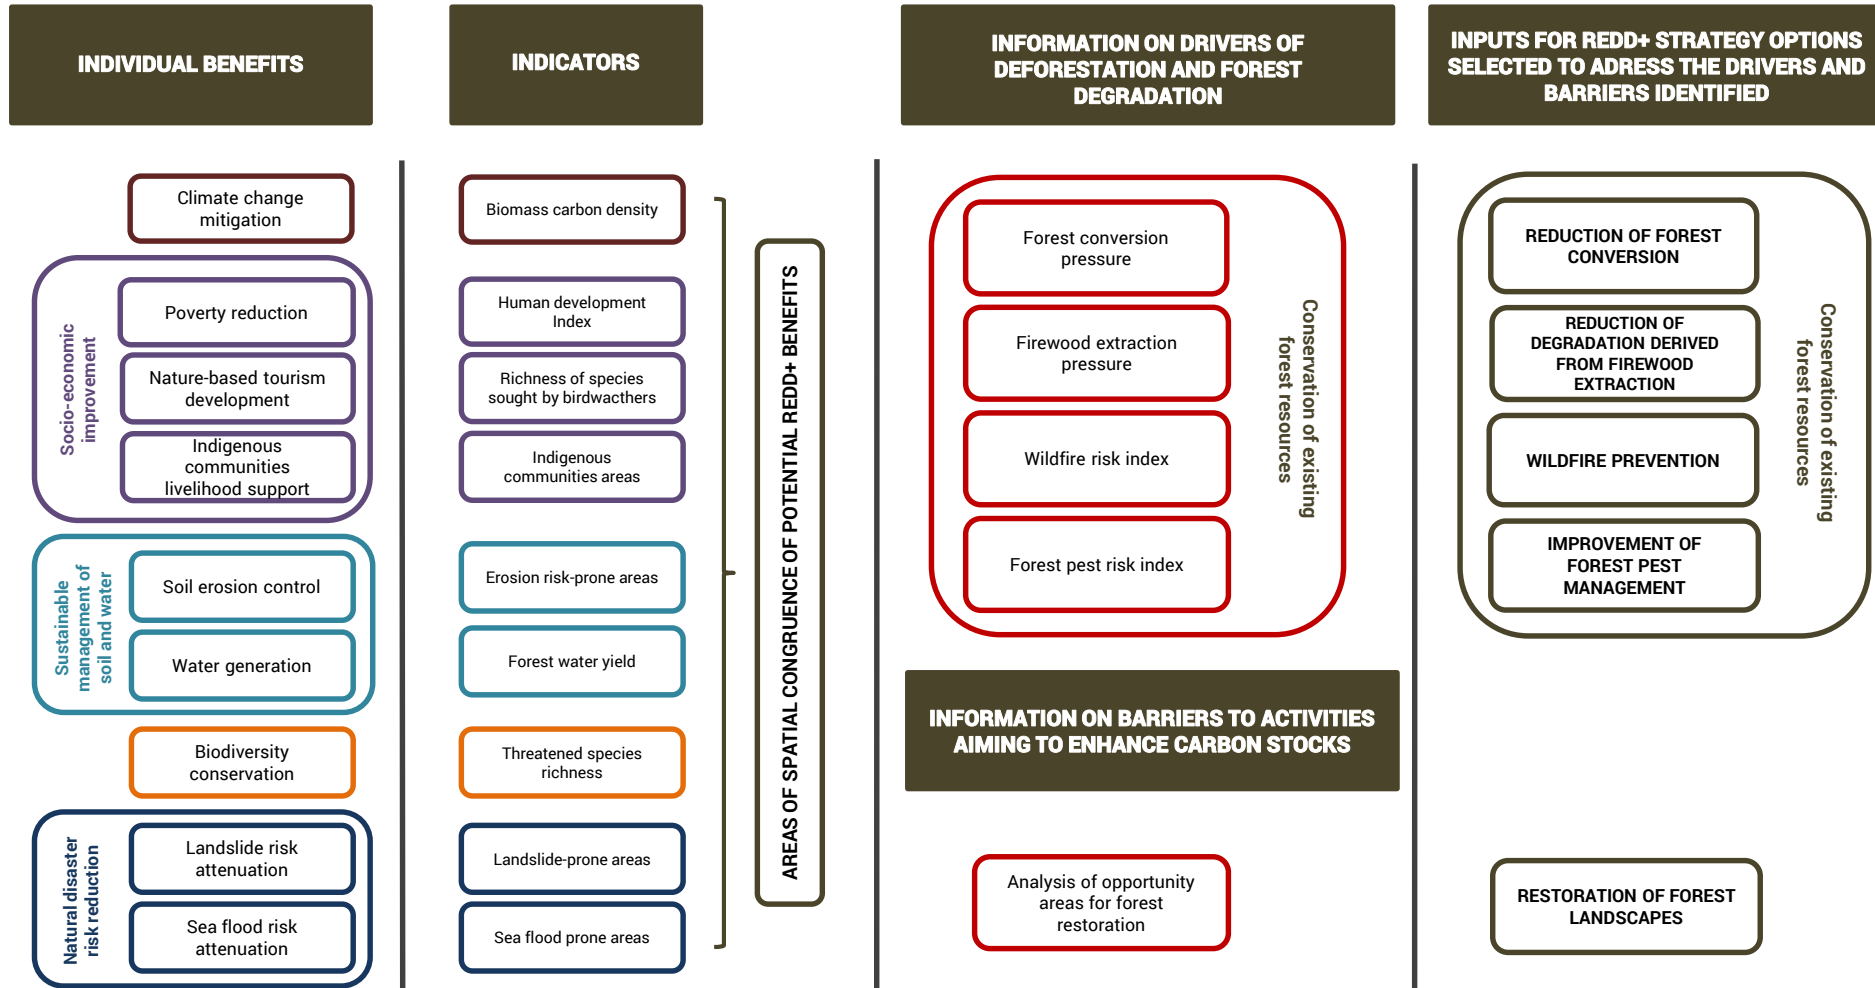 INDIVIDUAL BENEFITS
INDICATORS
INFORMATION ON DRIVERS OF
DEFORESTATION AND FOREST
DEGRADATION
INPUTS FOR REDD+ STRATEGY OPTIONS
SELECTED TO ADRESS THE DRIVERS AND
BARRIERS IDENTIFIED
Climate change
mitigation
Socio-economic
improvement
Poverty reduction
Nature-based tourism
development
Indigenous
communities
livelihood support
Sustainable
management of
soil and water
Soil erosion control
Water generation
Biodiversity
conservation
Natural disaster
risk reduction
Landslide risk
attenuation
Sea flood risk
attenuation
Biomass carbon density
Human development
Index
Richness of species
sought by birdwacthers
Indigenous
communities areas
Erosion risk-prone areas
Forest water yield
Threatened species
richness
Landslide-prone areas
Sea flood prone areas
AREAS OF SPATIAL CONGRUENCE OF POTENTIAL REDD+ BENEFITS
Forest conversion
pressure
Firewood extraction
pressure
Wildfire risk index
Forest pest risk index
Conservation of existing
forest resources
INFORMATION ON BARRIERS TO ACTIVITIES
AIMING TO ENHANCE CARBON STOCKS
Analysis of opportunity
areas for forest
restoration
REDUCTION OF FOREST
CONVERSION
REDUCTION OF
DEGRADATION DERIVED
FROM FIREWOOD
EXTRACTION
WILDFIRE PREVENTION
IMPROVEMENT OF
FOREST PEST
MANAGEMENT
Conservation of existing
forest resources
RESTORATION OF FOREST
LANDSCAPES